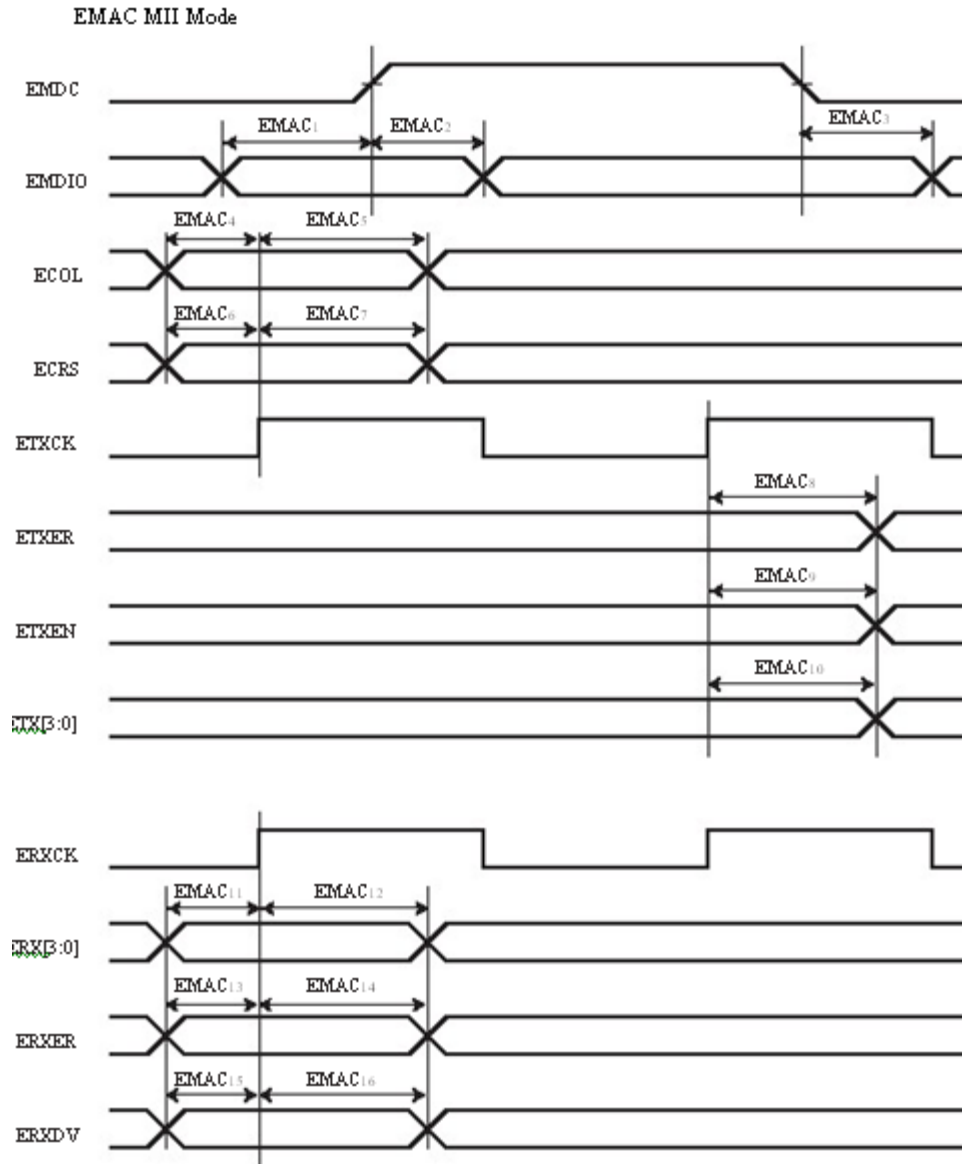 EMAC MII Mode
EMDC
EMAC1 EMAC2 EMAC3
EMDIO
EMAC4 EMAC5
ECOL
EMAC6 EMAC7
ECRS
ETXCK
EMAC8
ETXER
EMAC9
ETXEN
EMAC10
ETX[3:0]
ERXCK
EMAC11 EMAC12
ERX[3:0]
EMAC13 EMAC14
ERXER
EMAC15 EMAC16
ERXDV